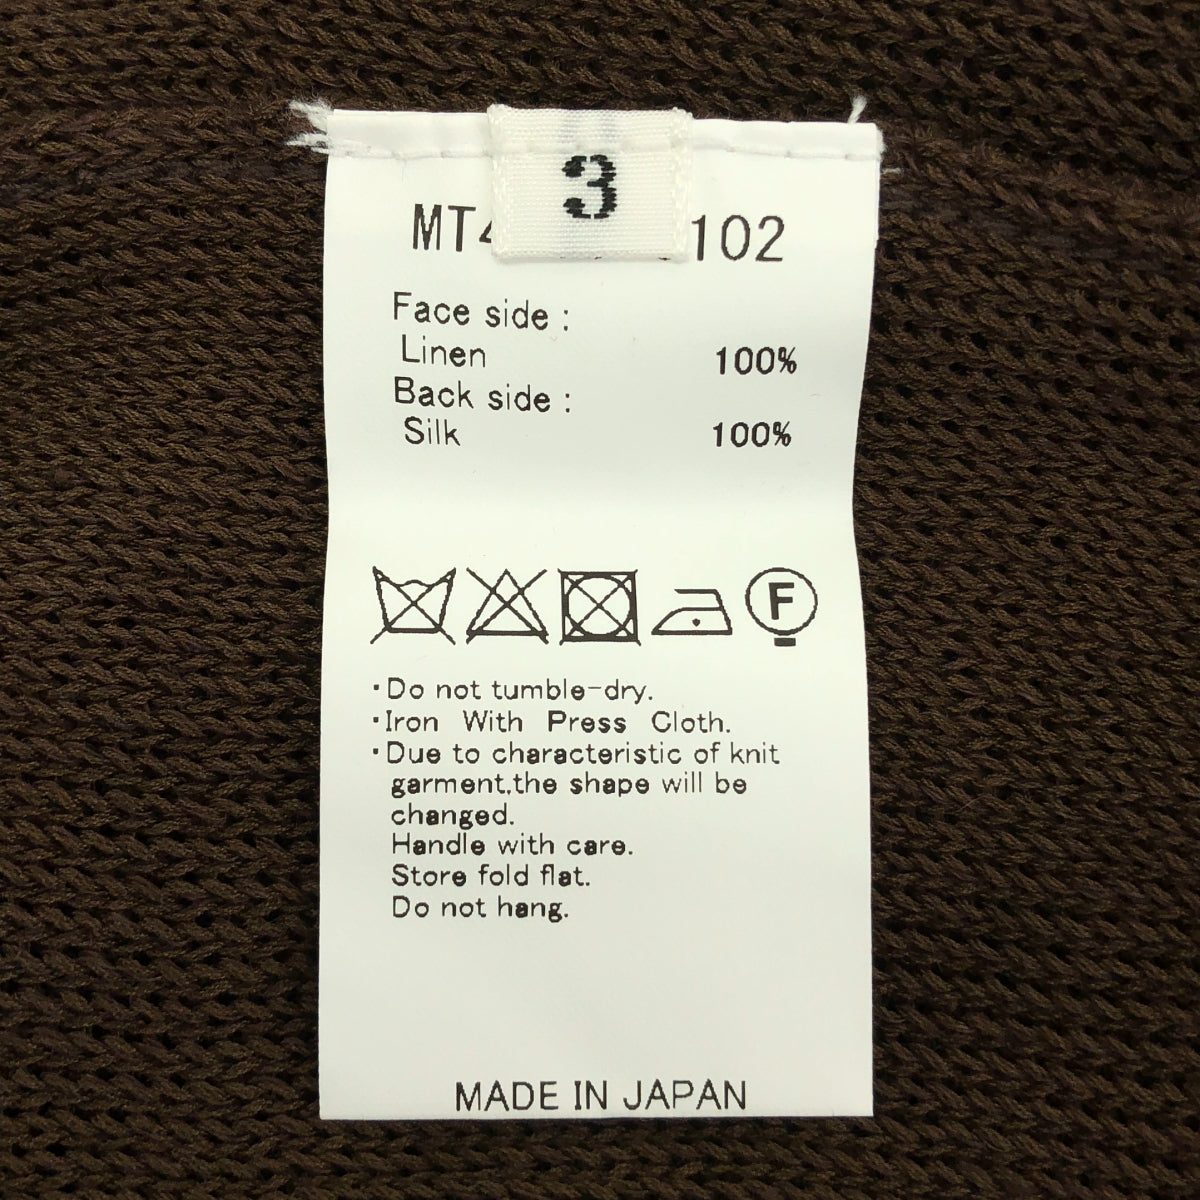 3
MT4 102
Face side :
Linen 100%
Back side :
Silk 100%
F
・Do not tumble-dry.
・Iron With Press Cloth.
・Due to characteristic of knit
garment,the shape will be
changed.
Handle with care.
Store fold flat.
Do not hang.
MADE IN JAPAN